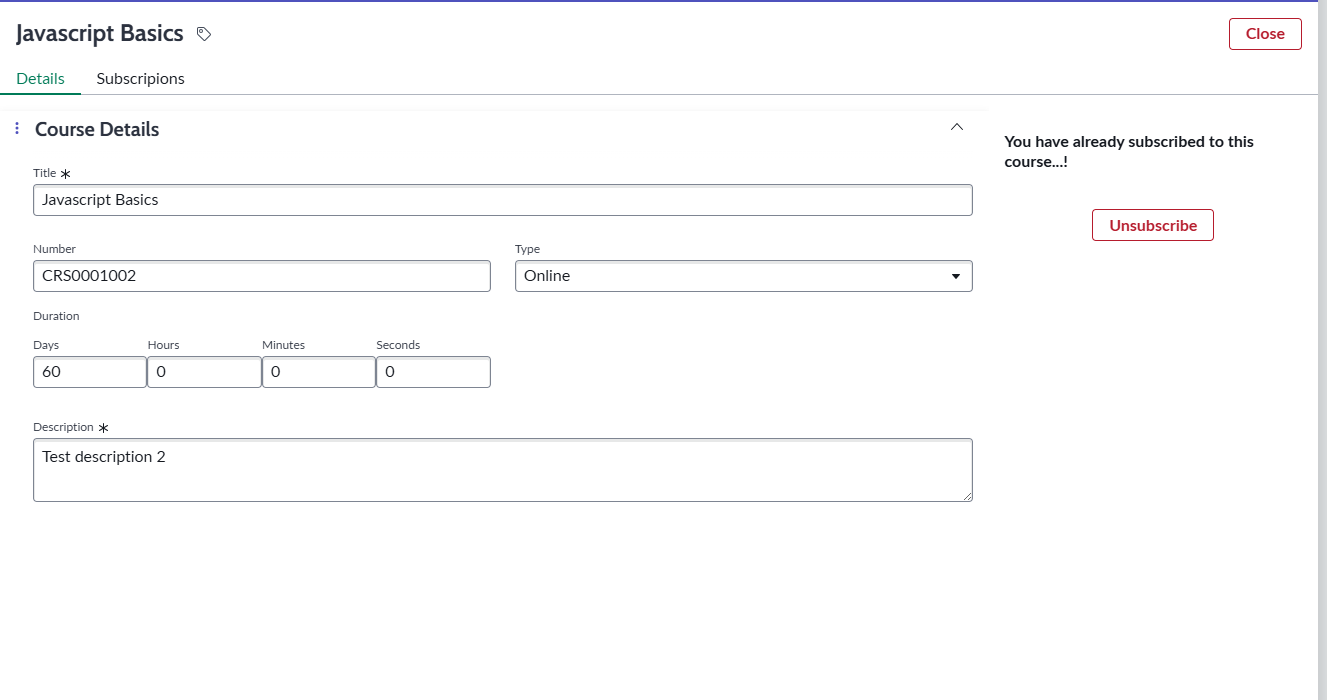 Javascript Basics
Close
Details
Subscripions
Course Details
Title *
Javascript Basics
Number
Type
CRS0001002
Online
Duration
Days
Hours
Minutes
Seconds
60
0
0
0
Description *
Test description 2
You have already subscribed to this
course...!
Unsubscribe